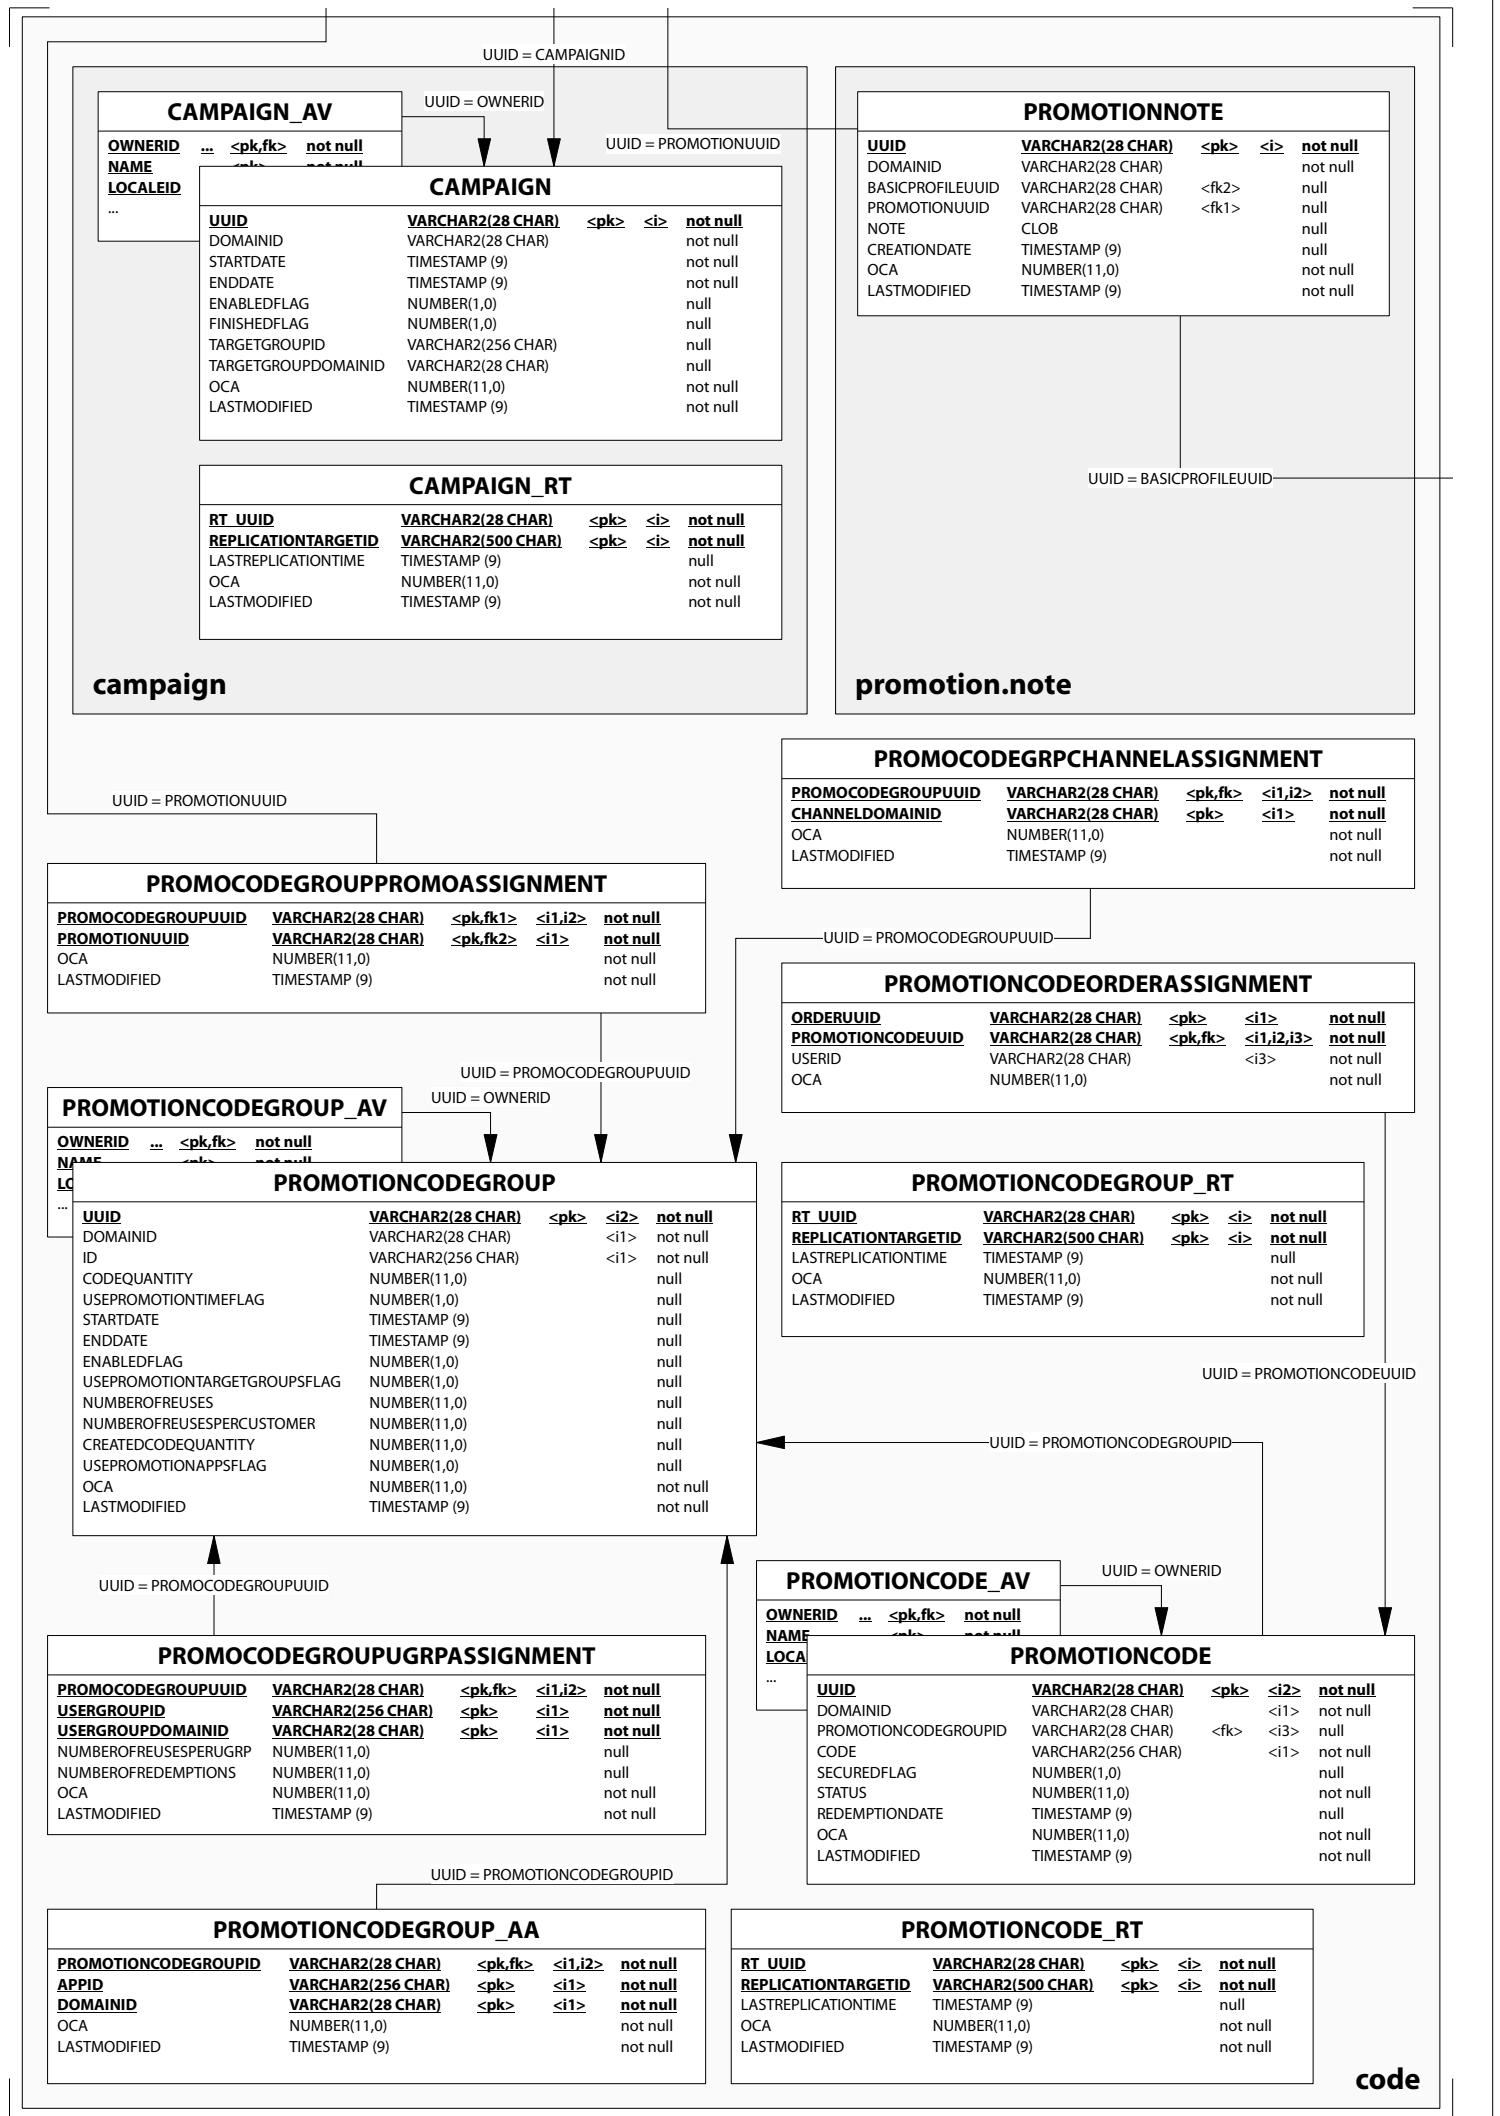 UUID = CAMPAIGNID
CAMPAIGN_AV
UUID = OWNERID
OWNERID ... <pk,fk> not null
NAME <pk> not null
LOCALEID
...
UUID = PROMOTIONUUID
CAMPAIGN
UUID VARCHAR2(28 CHAR) <pk> <i> not null
DOMAINID VARCHAR2(28 CHAR) not null
STARTDATE TIMESTAMP (9) not null
ENDDATE TIMESTAMP (9) not null
ENABLEDFLAG NUMBER(1,0) null
FINISHEDFLAG NUMBER(1,0) null
TARGETGROUPID VARCHAR2(256 CHAR) null
TARGETGROUPDOMAINID VARCHAR2(28 CHAR) null
OCA NUMBER(11,0) not null
LASTMODIFIED TIMESTAMP (9) not null
CAMPAIGN_RT
RT_UUID VARCHAR2(28 CHAR) <pk> <i> not null
REPLICATIONTARGETID VARCHAR2(500 CHAR) <pk> <i> not null
LASTREPLICATIONTIME TIMESTAMP (9) null
OCA NUMBER(11,0) not null
LASTMODIFIED TIMESTAMP (9) not null
campaign
PROMOTIONNOTE
UUID VARCHAR2(28 CHAR) <pk> <i> not null
DOMAINID VARCHAR2(28 CHAR) not null
BASICPROFILEUUID VARCHAR2(28 CHAR) <fk2> null
PROMOTIONUUID VARCHAR2(28 CHAR) <fk1> null
NOTE CLOB null
CREATIONDATE TIMESTAMP (9) null
OCA NUMBER(11,0) not null
LASTMODIFIED TIMESTAMP (9) not null
UUID = BASICPROFILEUUID
promotion.note
PROMOCODEGRPCHANNELASSIGNMENT
PROMOCODEGROUPUUID VARCHAR2(28 CHAR) <pk,fk> <i1,i2> not null
CHANNELDOMAINID VARCHAR2(28 CHAR) <pk> <i1> not null
OCA NUMBER(11,0) not null
LASTMODIFIED TIMESTAMP (9) not null
UUID = PROMOTIONUUID
PROMOCODEGROUPPROMOASSIGNMENT
PROMOCODEGROUPUUID VARCHAR2(28 CHAR) <pk,fk1> <i1,i2> not null
PROMOTIONUUID VARCHAR2(28 CHAR) <pk,fk2> <i1> not null
OCA NUMBER(11,0) not null
LASTMODIFIED TIMESTAMP (9) not null
UUID = PROMOCODEGROUPUUID
PROMOTIONCODEORDERASSIGNMENT
ORDERUUID VARCHAR2(28 CHAR) <pk> <i1> not null
PROMOTIONCODEUUID VARCHAR2(28 CHAR) <pk,fk> <i1,i2,i3> not null
USERID VARCHAR2(28 CHAR) <i3> not null
OCA NUMBER(11,0) not null
UUID = PROMOCODEGROUPUUID
PROMOTIONCODEGROUP_AV
UUID = OWNERID
OWNERID ... <pk,fk> not null
NAME <pk> not null
LO
...
PROMOTIONCODEGROUP
UUID VARCHAR2(28 CHAR) <pk> <i2> not null
DOMAINID VARCHAR2(28 CHAR) <i1> not null
ID VARCHAR2(256 CHAR) <i1> not null
CODEQUANTITY NUMBER(11,0) null
USEPROMOTIONTIMEFLAG NUMBER(1,0) null
STARTDATE TIMESTAMP (9) null
ENDDATE TIMESTAMP (9) null
ENABLEDFLAG NUMBER(1,0) null
USEPROMOTIONTARGETGROUPSFLAG NUMBER(1,0) null
NUMBEROFREUSES NUMBER(11,0) null
NUMBEROFREUSESPERCUSTOMER NUMBER(11,0) null
CREATEDCODEQUANTITY NUMBER(11,0) null
USEPROMOTIONAPPSFLAG NUMBER(1,0) null
OCA NUMBER(11,0) not null
LASTMODIFIED TIMESTAMP (9) not null
PROMOTIONCODEGROUP_RT
RT_UUID VARCHAR2(28 CHAR) <pk> <i> not null
REPLICATIONTARGETID VARCHAR2(500 CHAR) <pk> <i> not null
LASTREPLICATIONTIME TIMESTAMP (9) null
OCA NUMBER(11,0) not null
LASTMODIFIED TIMESTAMP (9) not null
UUID = PROMOTIONCODEUUID
UUID = PROMOTIONCODEGROUPID
UUID = PROMOCODEGROUPUUID
PROMOTIONCODE_AV
UUID = OWNERID
OWNERID ... <pk,fk> not null
NAME <pk> not null
LOCA
...
PROMOCODEGROUPUGRPASSIGNMENT
PROMOCODEGROUPUUID VARCHAR2(28 CHAR) <pk,fk> <i1,i2> not null
USERGROUPID VARCHAR2(256 CHAR) <pk> <i1> not null
USERGROUPDOMAINID VARCHAR2(28 CHAR) <pk> <i1> not null
NUMBEROFREUSESPERUGRP NUMBER(11,0) null
NUMBEROFREDEMPTIONS NUMBER(11,0) null
OCA NUMBER(11,0) not null
LASTMODIFIED TIMESTAMP (9) not null
PROMOTIONCODE
UUID VARCHAR2(28 CHAR) <pk> <i2> not null
DOMAINID VARCHAR2(28 CHAR) <i1> not null
PROMOTIONCODEGROUPID VARCHAR2(28 CHAR) <fk> <i3> null
CODE VARCHAR2(256 CHAR) <i1> not null
SECUREDFLAG NUMBER(1,0) null
STATUS NUMBER(11,0) not null
REDEMPTIONDATE TIMESTAMP (9) null
OCA NUMBER(11,0) not null
LASTMODIFIED TIMESTAMP (9) not null
UUID = PROMOTIONCODEGROUPID
PROMOTIONCODEGROUP_AA
PROMOTIONCODEGROUPID VARCHAR2(28 CHAR) <pk,fk> <i1,i2> not null
APPID VARCHAR2(256 CHAR) <pk> <i1> not null
DOMAINID VARCHAR2(28 CHAR) <pk> <i1> not null
OCA NUMBER(11,0) not null
LASTMODIFIED TIMESTAMP (9) not null
PROMOTIONCODE_RT
RT_UUID VARCHAR2(28 CHAR) <pk> <i> not null
REPLICATIONTARGETID VARCHAR2(500 CHAR) <pk> <i> not null
LASTREPLICATIONTIME TIMESTAMP (9) null
OCA NUMBER(11,0) not null
LASTMODIFIED TIMESTAMP (9) not null
code